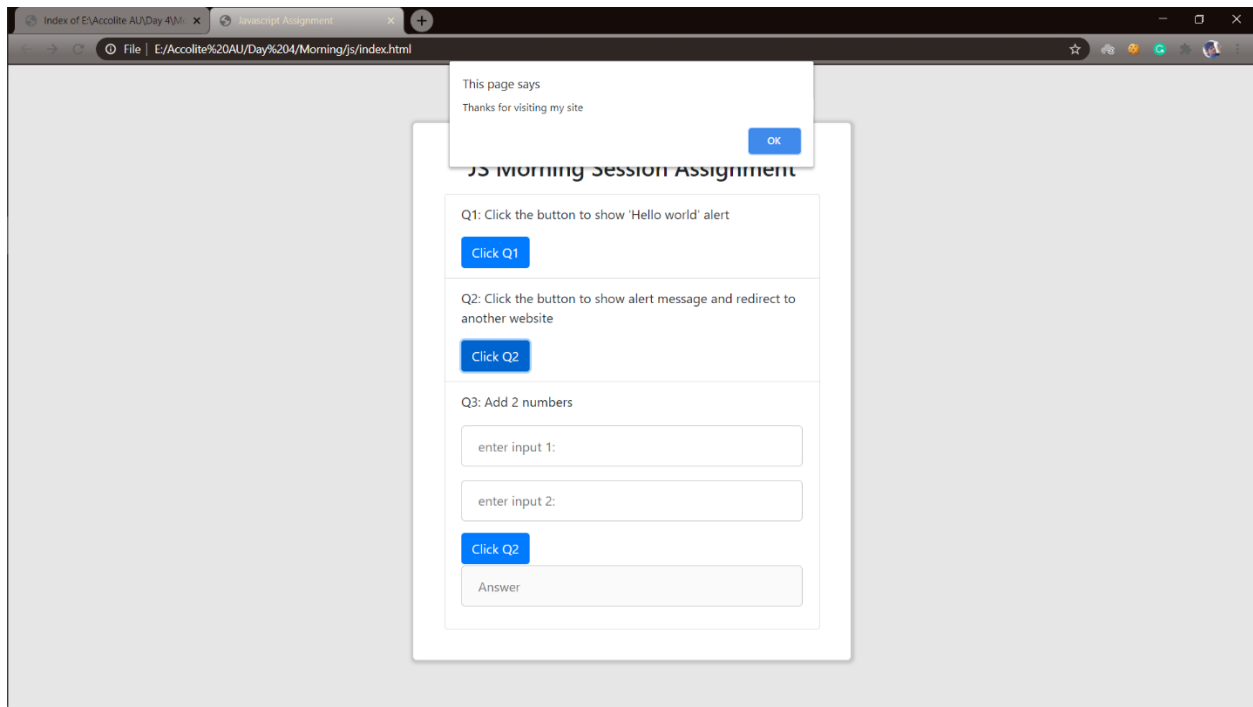 Index of E:\Accolite AU\Day 4\Mo
Javascript Assignment
File | E:/Accolite%20AU/Day%204/Morning/js/index.html
This page says
Thanks for visiting my site
OK
JS Morning Session Assignment
Q1: Click the button to show 'Hello world' alert
Click Q1
Q2: Click the button to show alert message and redirect to
another website
Click Q2
Q3: Add 2 numbers
enter input 1:
enter input 2:
Click Q2
Answer